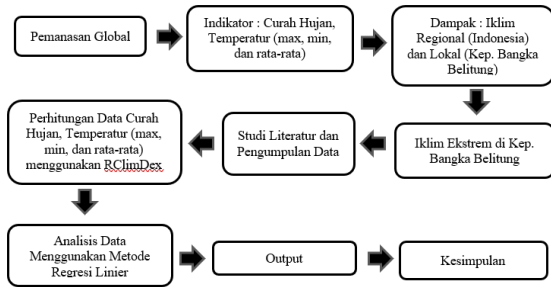 Pemanasan Global
Indikator : Curah Hujan,
Temperatur (max, min,
dan rata-rata)
Dampak : Iklim
Regional (Indonesia)
dan Lokal (Kep. Bangka
Belitung)
Iklim Ekstrem di Kep.
Bangka Belitung
Studi Literatur dan
Pengumpulan Data
Perhitungan Data Curah
Hujan, Temperatur (max,
min, dan rata-rata)
menggunakan RClimDex
Analisis Data
Menggunakan Metode
Regresi Linier
Output
Kesimpulan